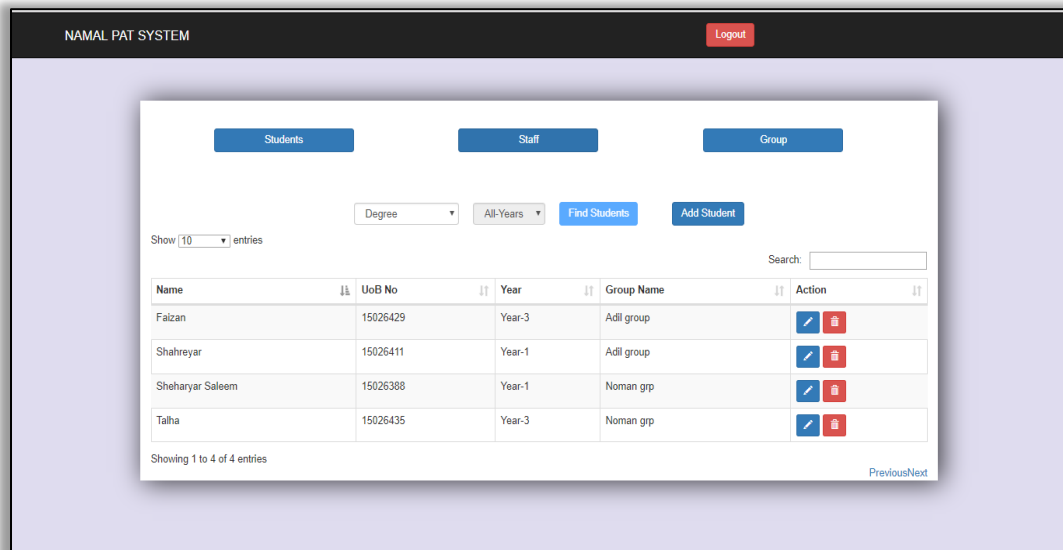 NAMAL PAT SYSTEM Logout
Students Staff Group
Degree All-Years Find Students Add Student
Show 10 entries
Search:
Name UoB No Year Group Name Action
Faizan 15026429 Year-3 Adil group
Shahreyar 15026411 Year-1 Adil group
Sheharyar Saleem 15026388 Year-1 Noman grp
Talha 15026435 Year-3 Noman grp
Showing 1 to 4 of 4 entries
PreviousNext